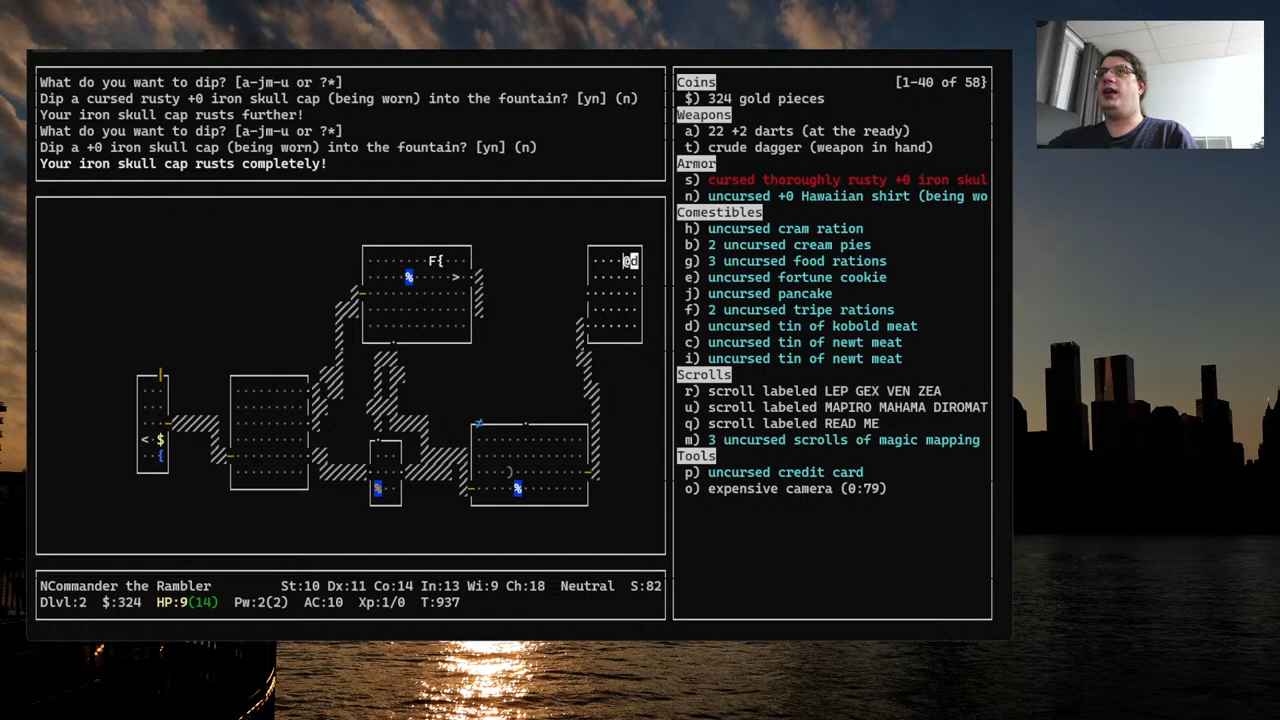 What do you want to dip? [a-jm-u or ?*]
Dip a cursed rusty +0 iron skull cap (being worn) into the fountain? [yn] (n)
Your iron skull cap rusts further!
What do you want to dip? [a-jm-u or ?*]
Dip a +0 iron skull cap (being worn) into the fountain? [yn] (n)
Your iron skull cap rusts completely!
F{
@d
%
>
<
$
{
)
%
%
NCommander the Rambler St:10 Dx:11 Co:14 In:13 Wi:9 Ch:18 Neutral S:82
Dlvl:2 $:324 HP:9(14) Pw:2(2) AC:10 Xp:1/0 T:937
Coins [1-40 of 58}
$) 324 gold pieces
Weapons
a) 22 +2 darts (at the ready)
t) crude dagger (weapon in hand)
Armor
s) cursed thoroughly rusty +0 iron skul
n) uncursed +0 Hawaiian shirt (being wo
Comestibles
h) uncursed cram ration
b) 2 uncursed cream pies
g) 3 uncursed food rations
e) uncursed fortune cookie
j) uncursed pancake
f) 2 uncursed tripe rations
d) uncursed tin of kobold meat
c) uncursed tin of newt meat
i) uncursed tin of newt meat
Scrolls
r) scroll labeled LEP GEX VEN ZEA
u) scroll labeled MAPIRO MAHAMA DIROMAT
q) scroll labeled READ ME
m) 3 uncursed scrolls of magic mapping
Tools
p) uncursed credit card
o) expensive camera (0:79)